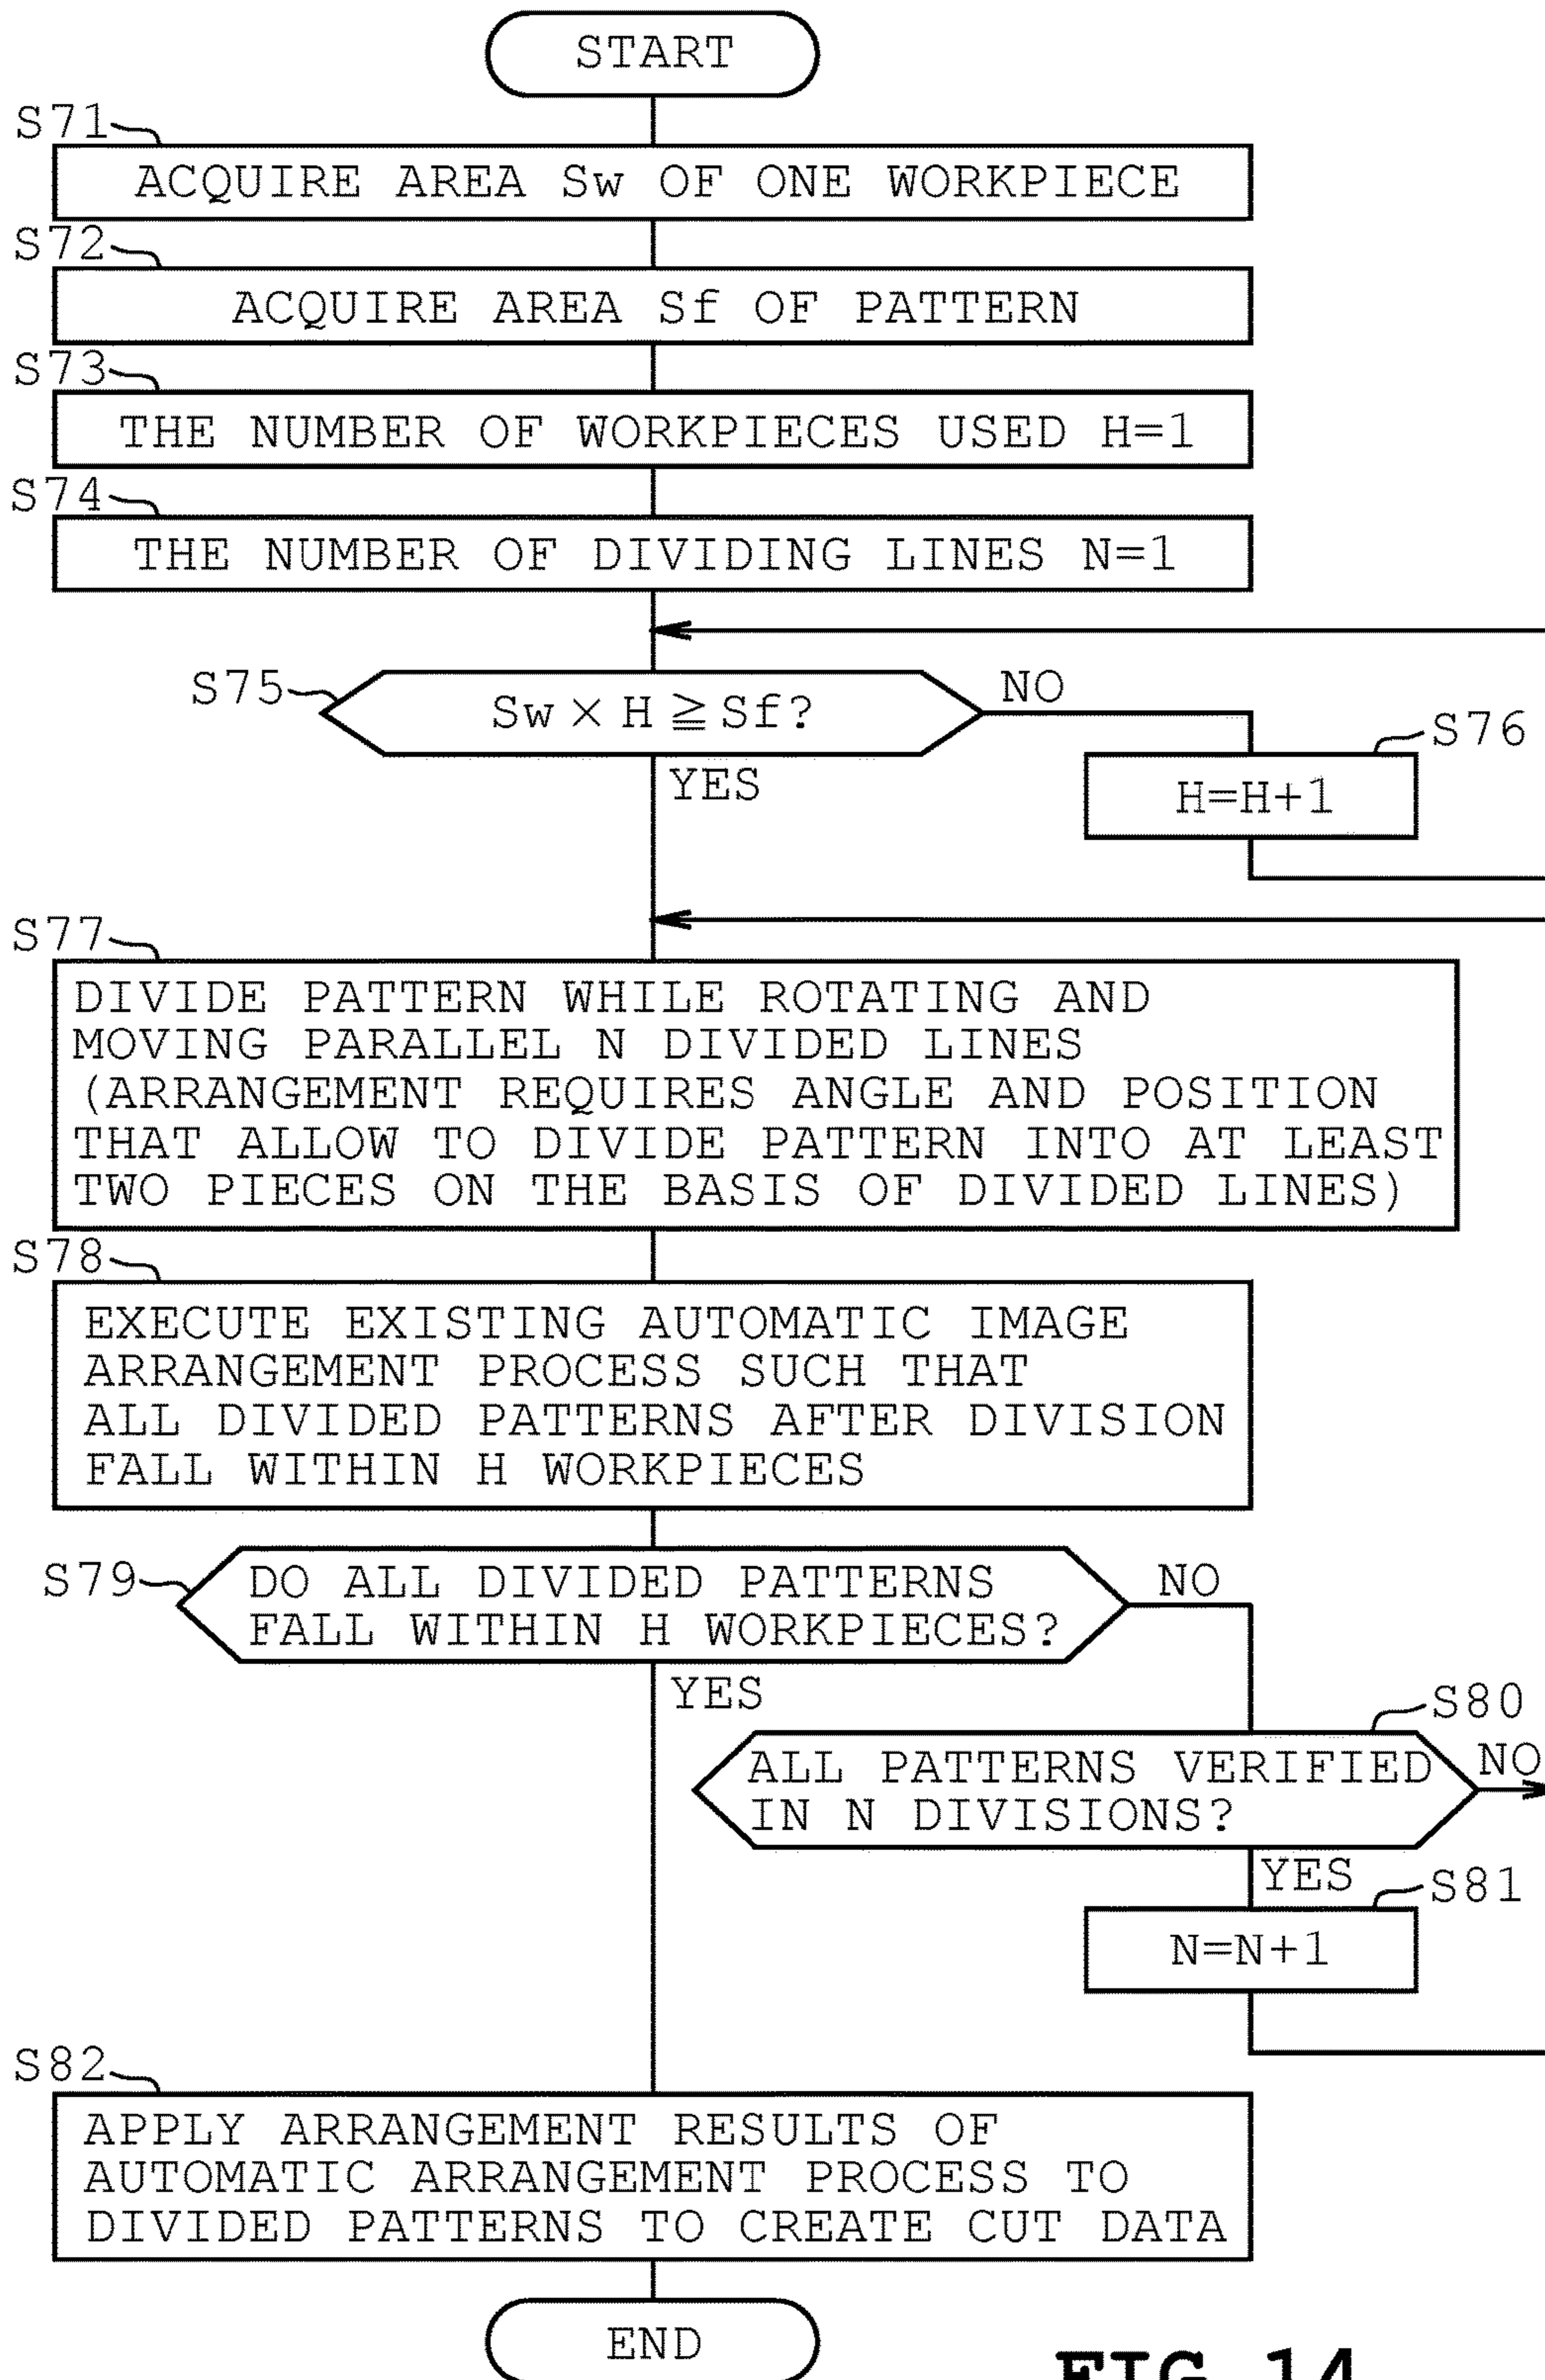 START
S71
ACQUIRE AREA Sw OF ONE WORKPIECE
S72
ACQUIRE AREA Sf OF PATTERN
S73
THE NUMBER OF WORKPIECES USED H=1
S74
THE NUMBER OF DIVIDING LINES N=1
S75
Sw × H ≧ Sf?
NO
S76
YES
H=H+1
S77
DIVIDE PATTERN WHILE ROTATING AND
MOVING PARALLEL N DIVIDED LINES
(ARRANGEMENT REQUIRES ANGLE AND POSITION
THAT ALLOW TO DIVIDE PATTERN INTO AT LEAST
TWO PIECES ON THE BASIS OF DIVIDED LINES)
S78
EXECUTE EXISTING AUTOMATIC IMAGE
ARRANGEMENT PROCESS SUCH THAT
ALL DIVIDED PATTERNS AFTER DIVISION
FALL WITHIN H WORKPIECES
S79
DO ALL DIVIDED PATTERNS
FALL WITHIN H WORKPIECES?
NO
YES
S80
ALL PATTERNS VERIFIED
IN N DIVISIONS?
NO
YES
S81
N=N+1
S82
APPLY ARRANGEMENT RESULTS OF
AUTOMATIC ARRANGEMENT PROCESS TO
DIVIDED PATTERNS TO CREATE CUT DATA
END
FIG. 14